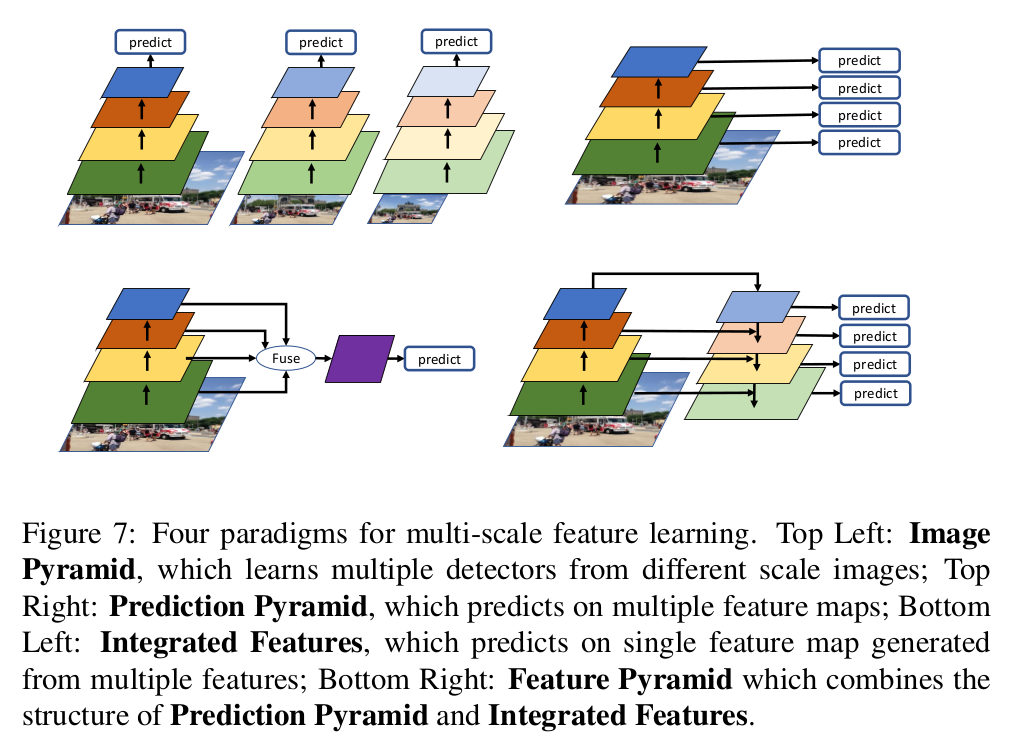 predict
predict
predict
predict
predict
predict
predict
Fuse
predict
predict
predict
predict
predict
Figure 7: Four paradigms for multi-scale feature learning. Top Left: Image
Pyramid, which learns multiple detectors from different scale images; Top
Right: Prediction Pyramid, which predicts on multiple feature maps; Bottom
Left: Integrated Features, which predicts on single feature map generated
from multiple features; Bottom Right: Feature Pyramid which combines the
structure of Prediction Pyramid and Integrated Features.